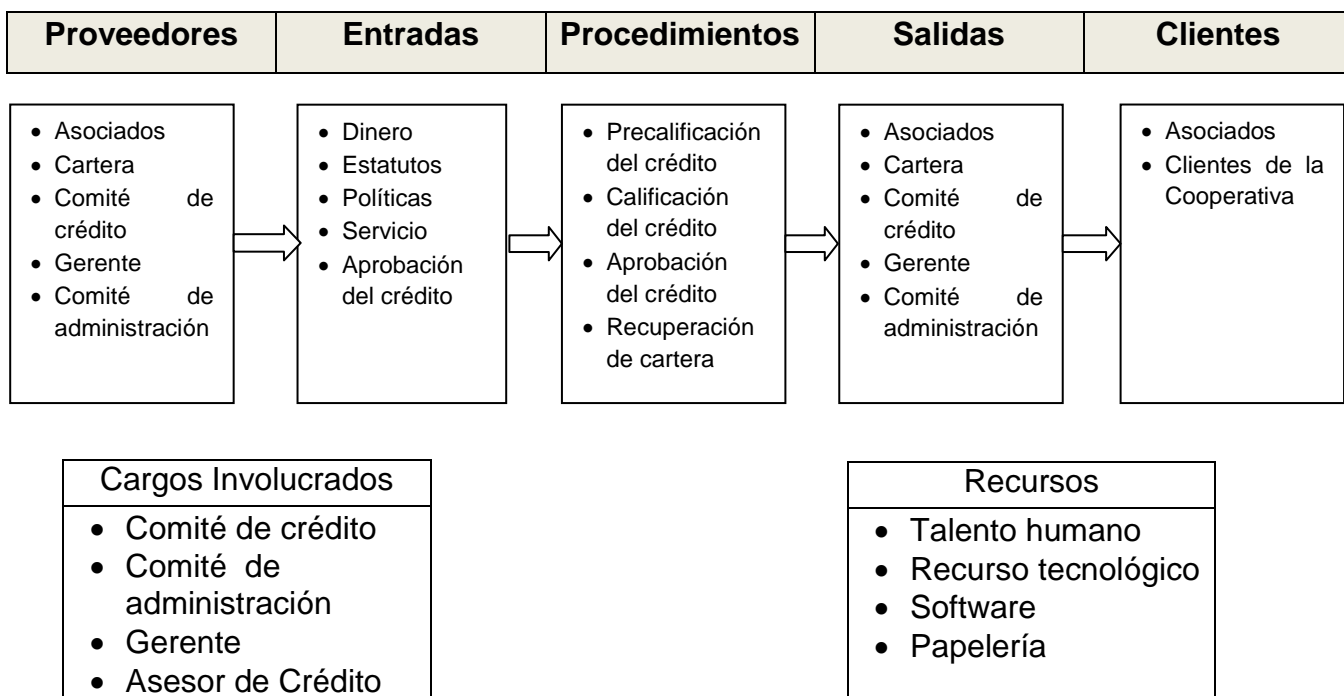 Proveedores Entradas Procedimientos Salidas Clientes
• Asociados
• Cartera
• Comité de
crédito
• Gerente
• Comité de
administración
• Dinero
• Estatutos
• Políticas
• Servicio
• Aprobación
del crédito
• Precalificación
del crédito
• Calificación
del crédito
• Aprobación
del crédito
• Recuperación
de cartera
• Asociados
• Cartera
• Comité de
crédito
• Gerente
• Comité de
administración
• Asociados
• Clientes de la
Cooperativa
Cargos Involucrados
• Comité de crédito
• Comité de
administración
• Gerente
• Asesor de Crédito
Recursos
• Talento humano
• Recurso tecnológico
• Software
• Papelería